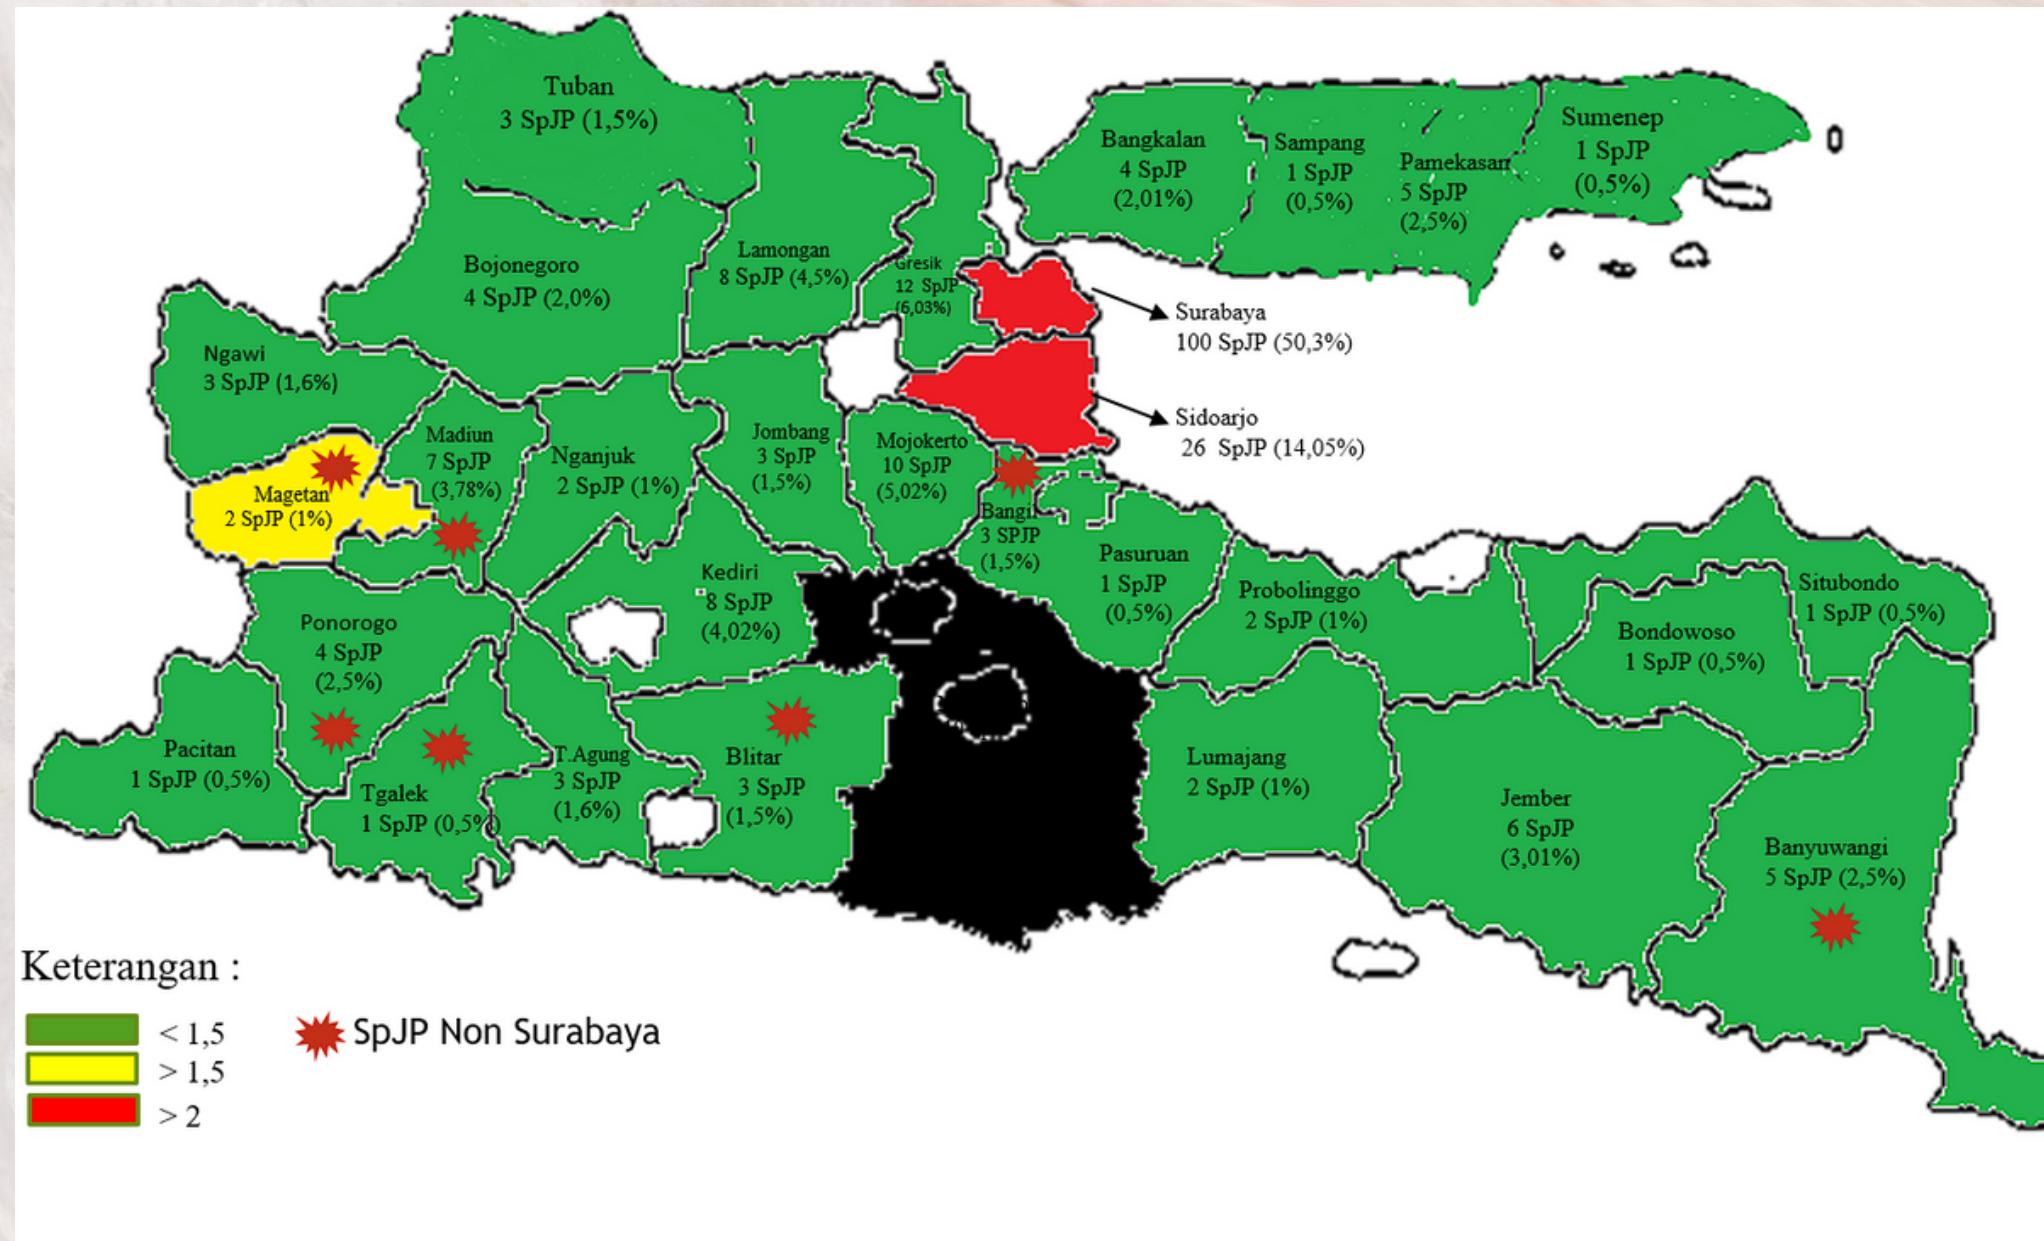 Tuban
3 SpJP (1,5%)
Bojonegoro
4 SpJP (2,0%)
Lamongan
8 SpJP (4,5%)
Gresik
12 SpJP
(6,03%)
Bangkalan
4 SpJP
(2,01%)
Sampang
1 SpJP
(0,5%)
Pamekasan
5 SpJP
(2,5%)
Sumenep
1 SpJP
(0,5%)
Surabaya
100 SpJP (50,3%)
Sidoarjo
26 SpJP (14,05%)
Ngawi
3 SpJP (1,6%)
Magetan
2 SpJP (1%)
Madiun
7 SpJP
(3,78%)
Nganjuk
2 SpJP (1%)
Jombang
3 SpJP
(1,5%)
Mojokerto
10 SpJP
(5,02%)
Bangil
3 SPJP
(1,5%)
Pasuruan
1 SpJP
(0,5%)
Probolinggo
2 SpJP (1%)
Situbondo
1 SpJP (0,5%)
Bondowoso
1 SpJP (0,5%)
Kediri
8 SpJP
(4,02%)
Ponorogo
4 SpJP
(2,5%)
Pacitan
1 SpJP (0,5%)
Tgalek
1 SpJP (0,5%)
T.Agung
3 SpJP
(1,6%)
Blitar
3 SpJP
(1,5%)
Lumajang
2 SpJP (1%)
Jember
6 SpJP
(3,01%)
Banyuwangi
5 SpJP (2,5%)
Keterangan :
< 1,5
> 1,5
> 2
SpJP Non Surabaya